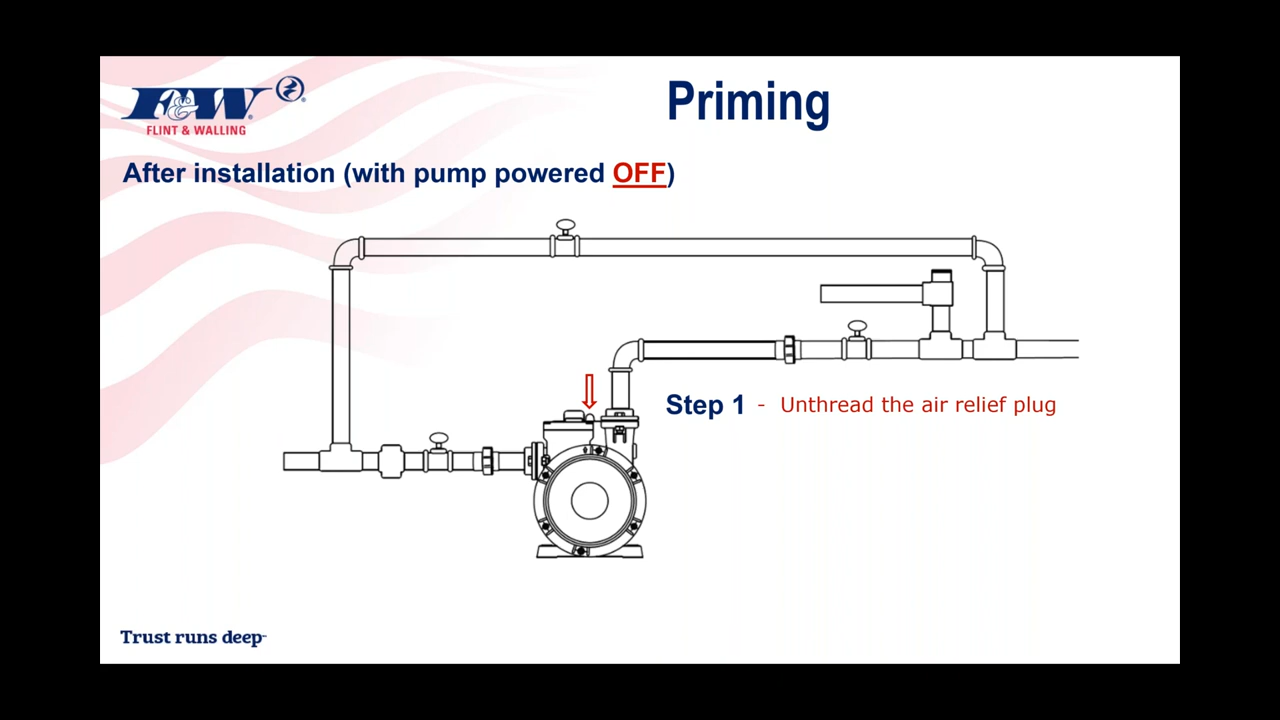 F&W
FLINT & WALLING
Priming
After installation (with pump powered OFF)
Step 1 - Unthread the air relief plug
Trust runs deep